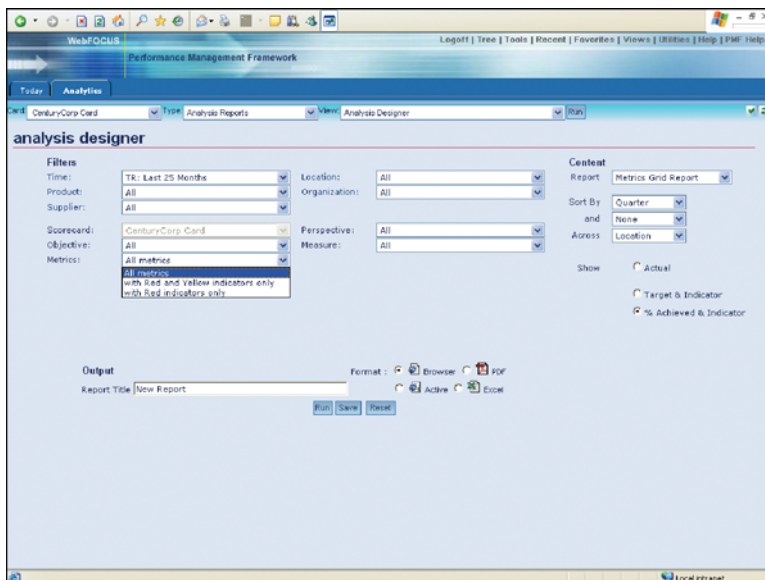 WebFOCUS
Logoff | Tree | Tools | Recent | Favorites | Views | Utilities | Help | PMF Help
Performance Management Framework
Today Analytics
Card: CenturyCorp Card Type: Analysis Reports View: Analysis Designer Run
analysis designer
Filters Content
Time: TR: Last 25 Months Location: All Report Metrics Grid Report
Product: All Organization: All
Supplier: All Sort By Quarter
and None
Scorecard: CenturyCorp Card Perspective: All Across Location
Objective: All Measure: All
Metrics: All metrics
All metrics Show Actual
with Red and Yellow indicators only
with Red indicators only Target & Indicator
% Achieved & Indicator
Output Format : Browser PDF
Report Title New Report Active Excel
Run Save Reset
Local intranet